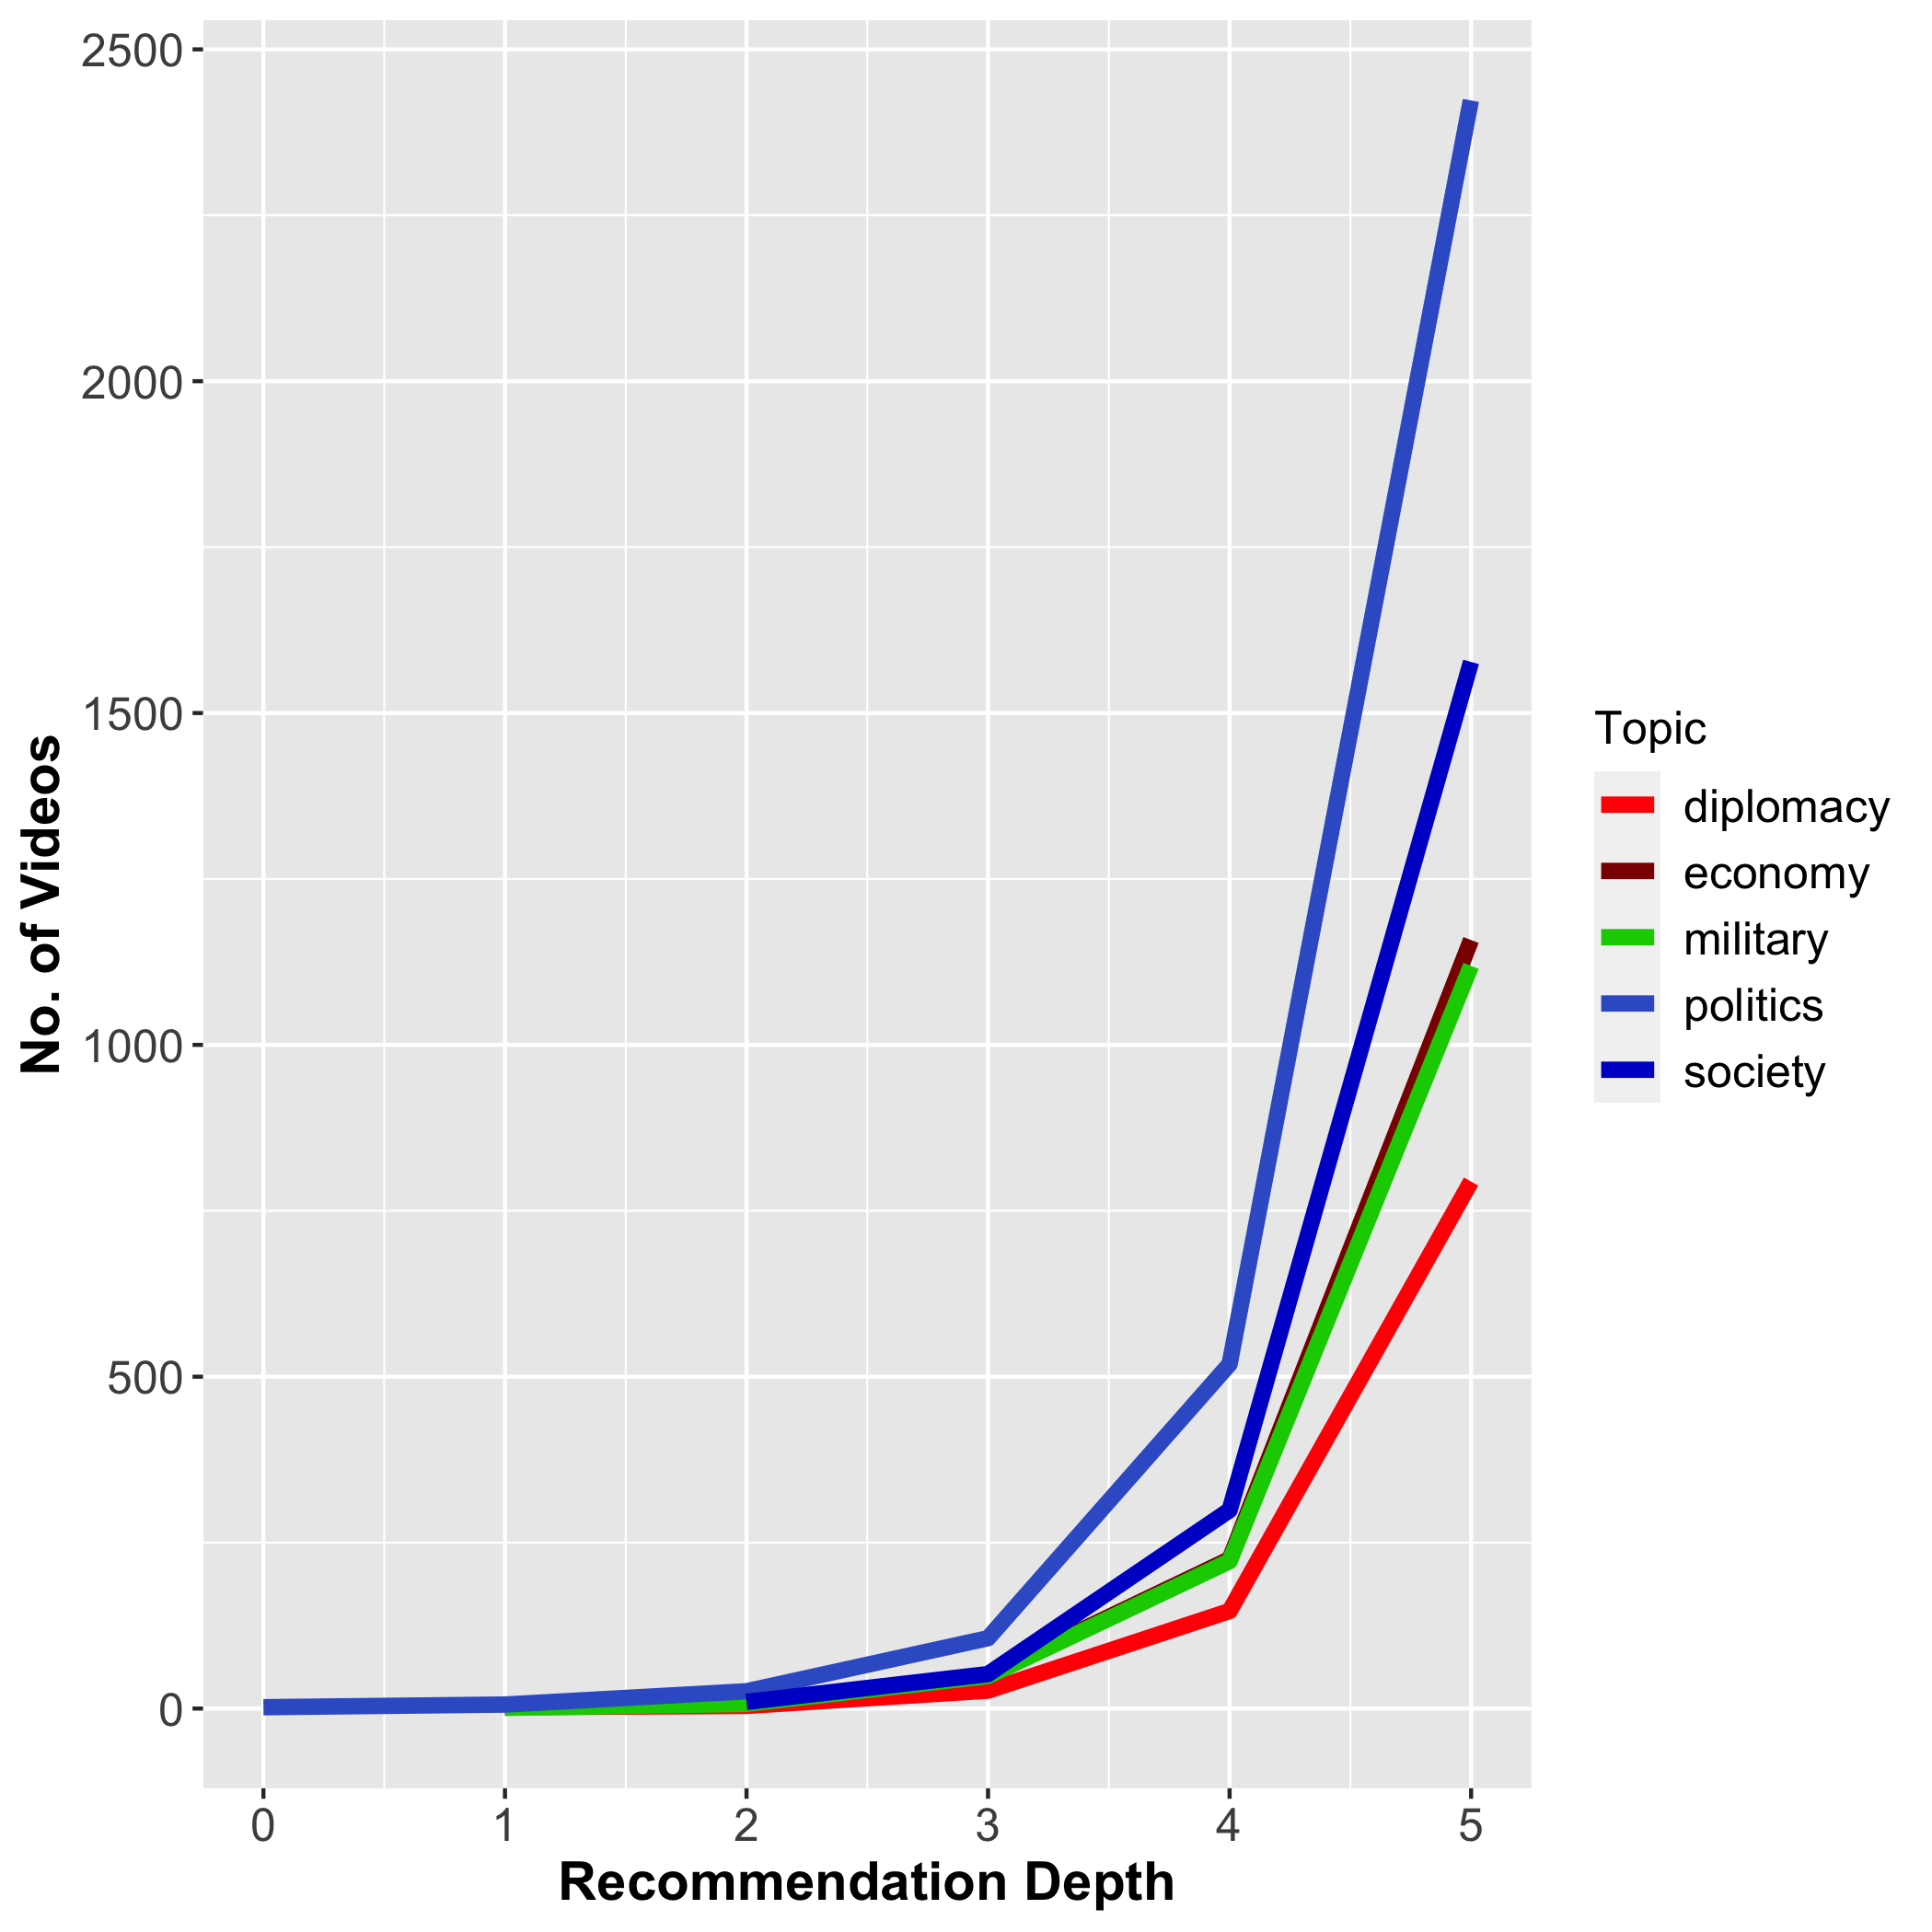 2500
2000
1500
1000
500
0
No. of Videos
0 1 2 3 4 5
Recommendation Depth
Topic
diplomacy
economy
military
politics
society